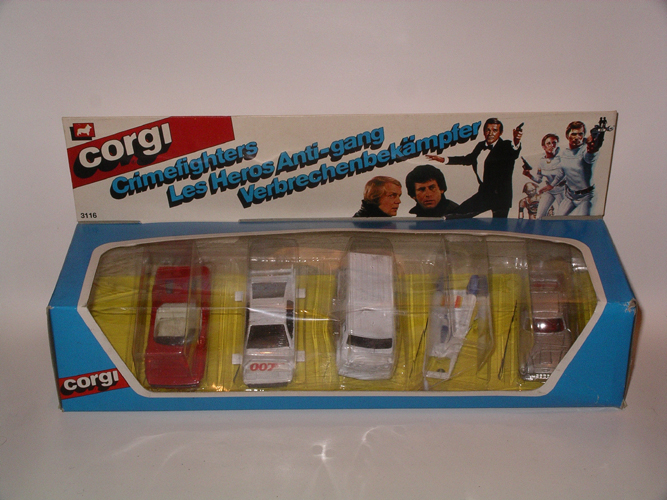 corgi
Crimefighters
Les Heros Anti-gang
Verbrechenbekämpfer
3116
007
corgi